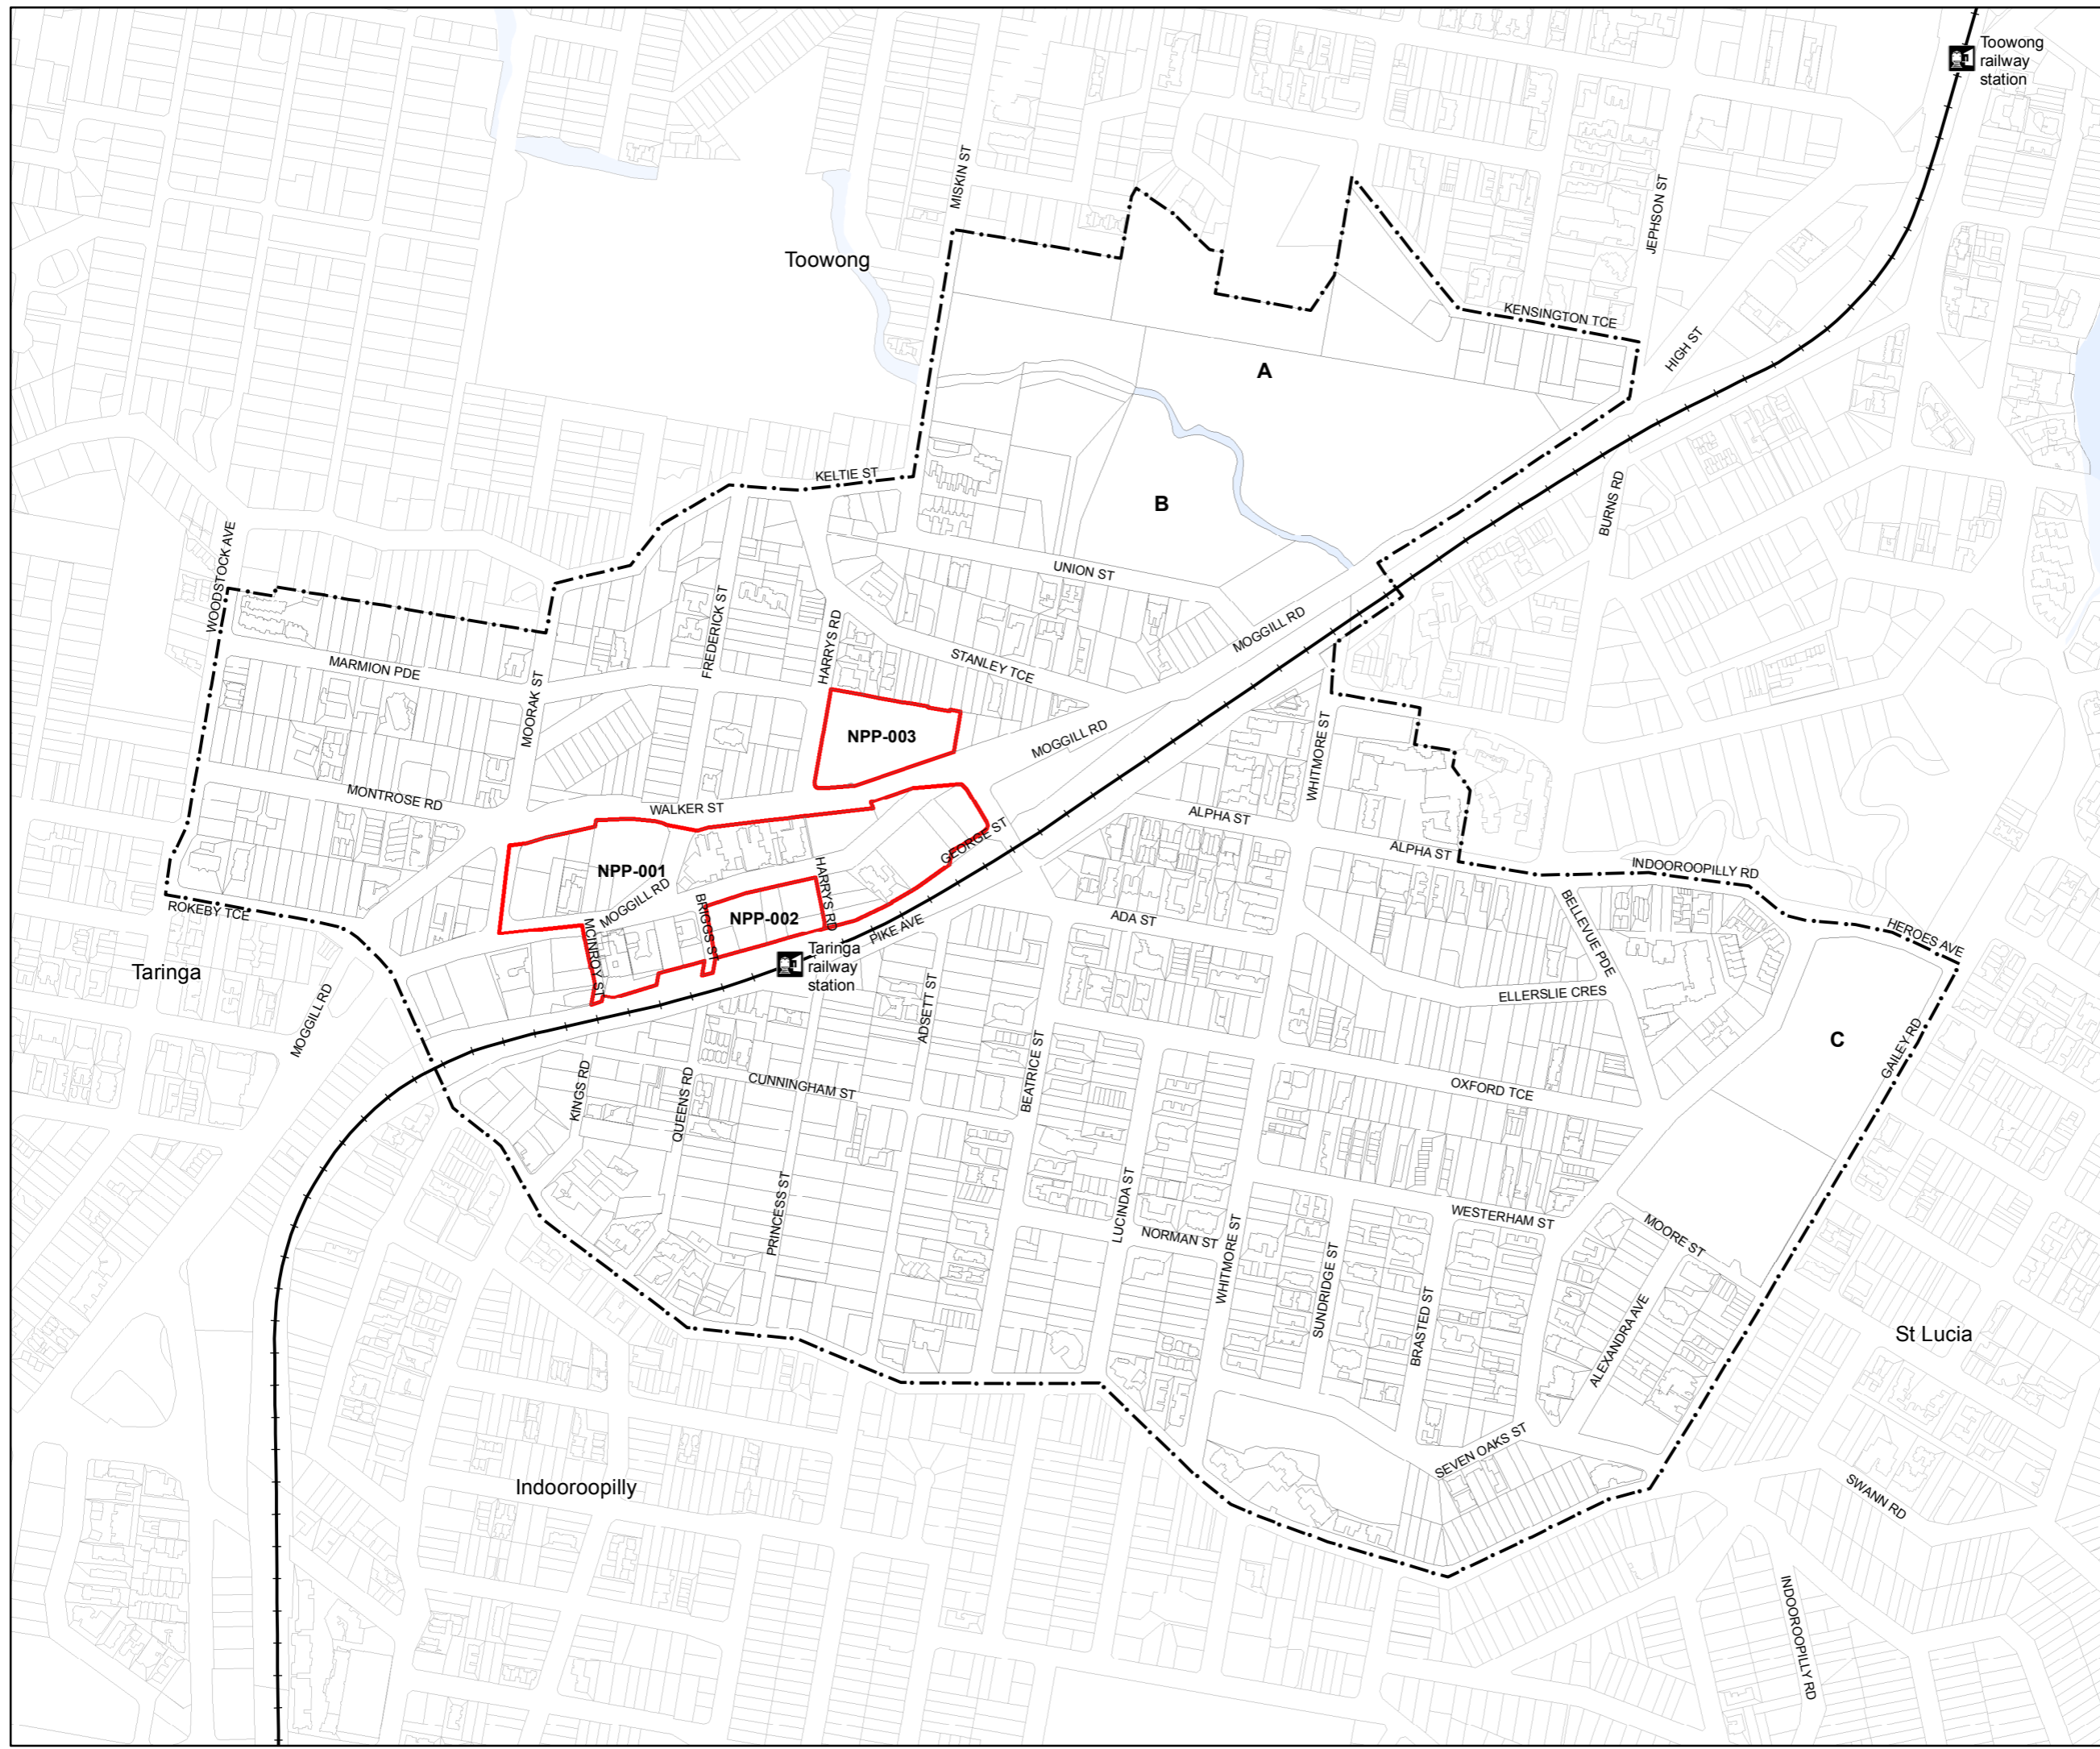 Toowong
railway
station
MISKIN ST
JEPHSON ST
Toowong
KENSINGTON TCE
HIGH ST
A
KELTIE ST
B
BURNS RD
WOODSTOCK AVE
UNION ST
FREDERICK ST
HARRYS RD
MOGGILL RD
STANLEY TCE
MARMION PDE
MOORAK ST
NPP-003
MOGGILL RD
WHITMORE ST
MONTROSE RD
WALKER ST
ALPHA ST
GEORGE ST
ALPHA ST
INDOOROOPILLY RD
NPP-001
MOGGILL RD
HARRYS RD
BRIGGS ST
NPP-002
ROKEBY TCE
MCINROY ST
PIKE AVE
ADA ST
BELLEVUE PDE
HEROES AVE
Taringa
railway
station
Taringa
ELLERSLIE CRES
MOGGILL RD
ADSETT ST
C
GAILEY RD
BEATRICE ST
KINGS RD
QUEENS RD
CUNNINGHAM ST
OXFORD TCE
PRINCESS ST
LUCINDA ST
NORMAN ST
WHITMORE ST
WESTERHAM ST
MOORE ST
SUNDRIDGE ST
BRASTED ST
ALEXANDRA AVE
St Lucia
SEVEN OAKS ST
Indooroopilly
SWANN RD
INDOOROOPILLY RD